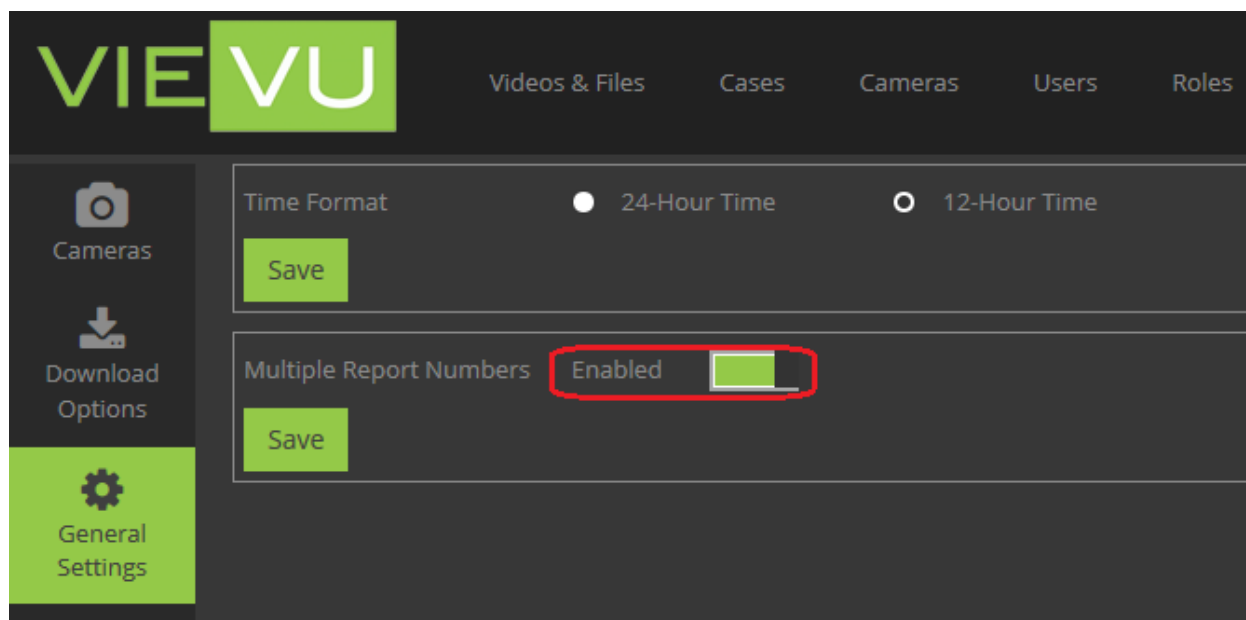 VIEVU
Videos & Files Cases Cameras Users Roles
Cameras
Download
Options
General
Settings
Time Format 24-Hour Time 12-Hour Time
Save
Multiple Report Numbers Enabled
Save